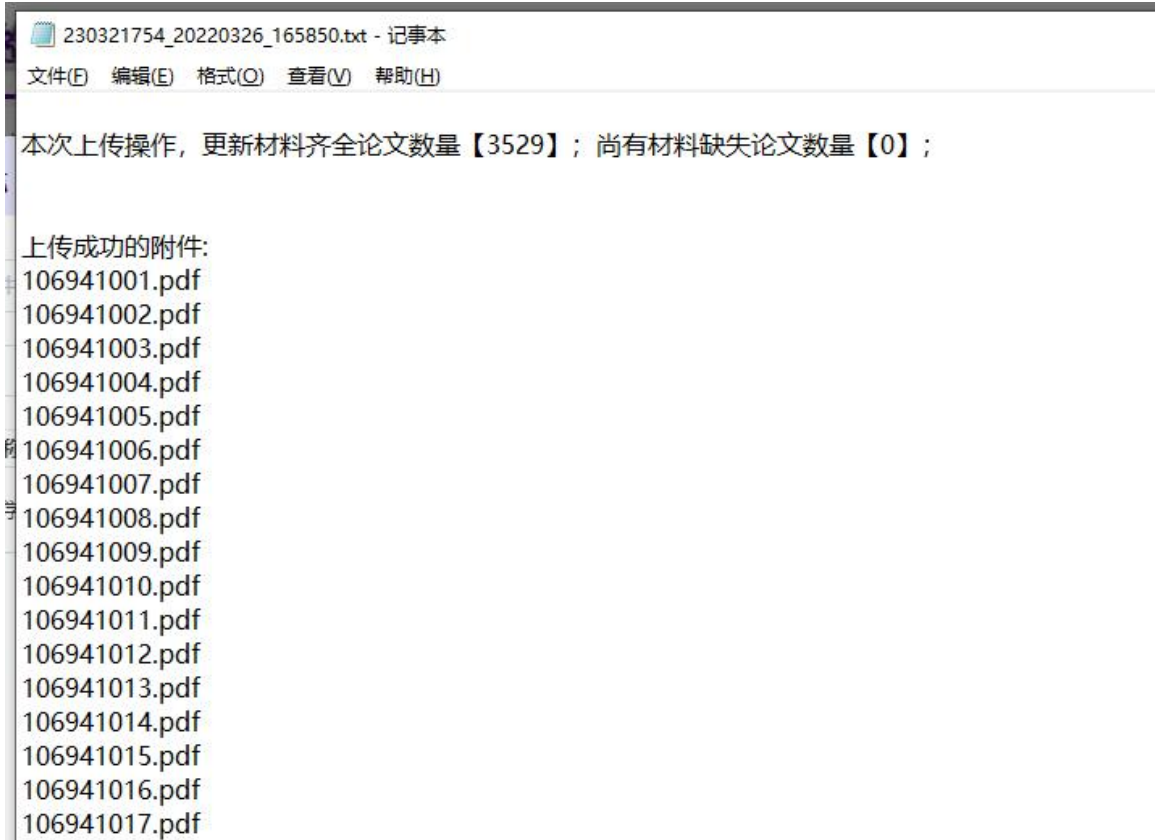 230321754_20220326_165850.txt - 记事本
文件(F) 编辑(E) 格式(O) 查看(V) 帮助(H)
本次上传操作，更新材料齐全论文数量【3529】；尚有材料缺失论文数量【0】；
上传成功的附件:
106941001.pdf
106941002.pdf
106941003.pdf
106941004.pdf
106941005.pdf
106941006.pdf
106941007.pdf
106941008.pdf
106941009.pdf
106941010.pdf
106941011.pdf
106941012.pdf
106941013.pdf
106941014.pdf
106941015.pdf
106941016.pdf
106941017.pdf